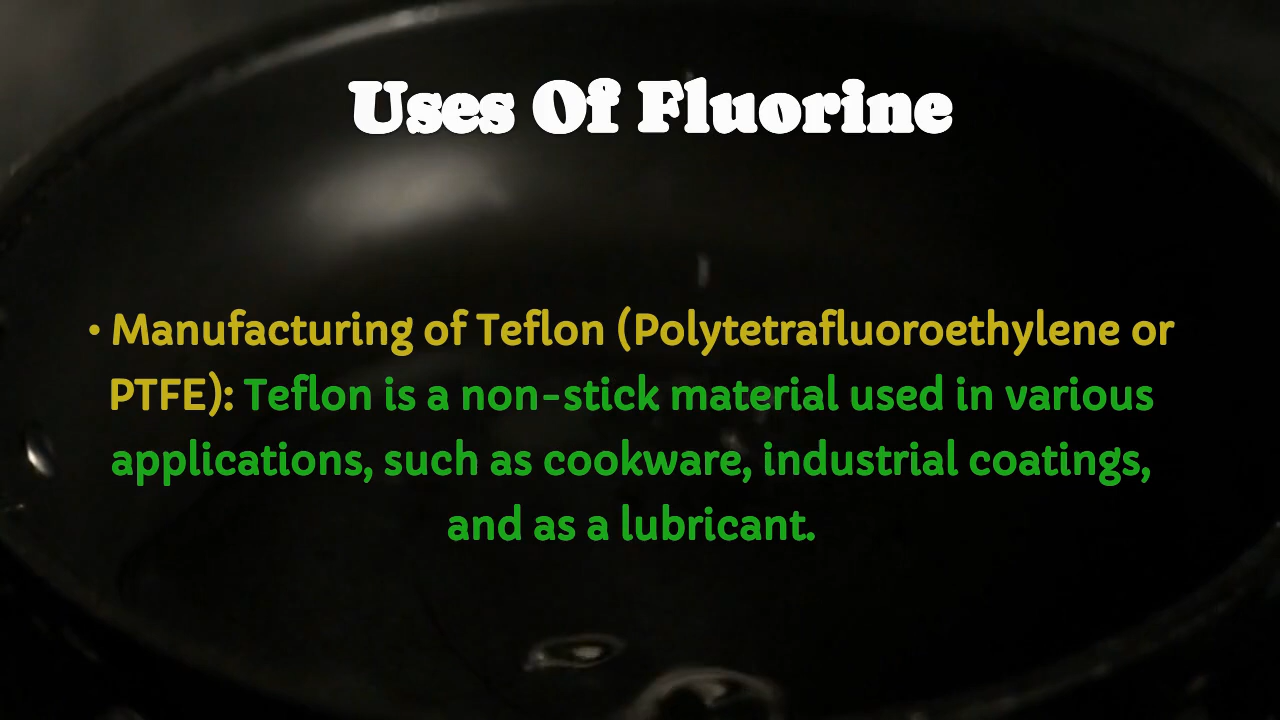 Uses Of Fluorine
• Manufacturing of Teflon (Polytetrafluoroethylene or
PTFE): Teflon is a non-stick material used in various
applications, such as cookware, industrial coatings,
and as a lubricant.